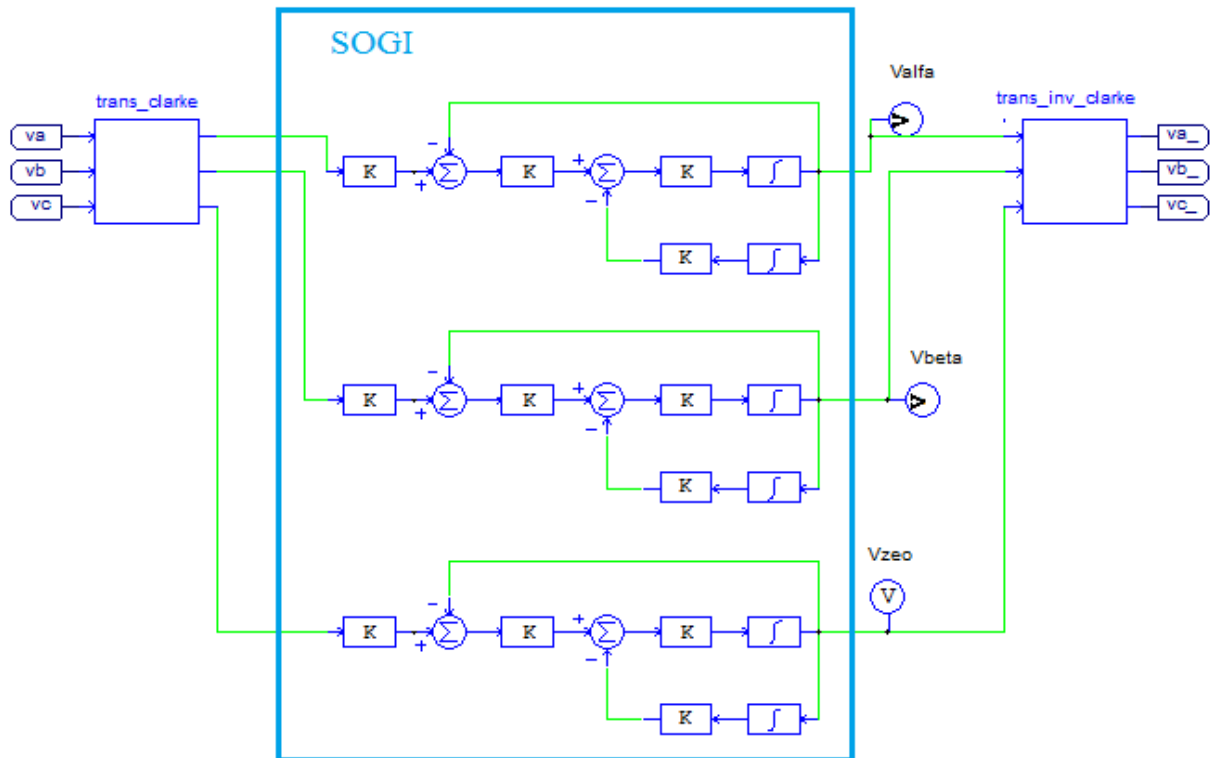 SOGI
Valfa
trans_clarke
trans_inv_clarke
va
vb
vc
va_
vb_
vc_
- + K Σ K + - Σ K ∫
K ∫
Vbeta
- + K Σ K + - Σ K ∫
K ∫
Vzeo
V
- + K Σ K + - Σ K ∫
K ∫